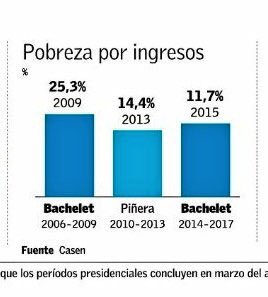 Pobreza por ingresos
%
25,3%
2009
14,4%
2013
11,7%
2015
Bachelet
2006-2009
Piñera
2010-2013
Bachelet
2014-2017
Fuente Casen
que los períodos presidenciales concluyen en marzo del